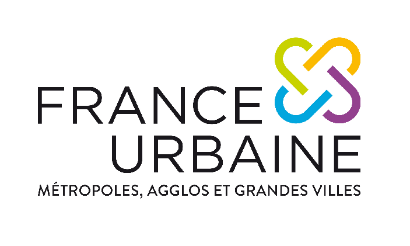 FRANCE
URBAINE
MÉTROPOLES, AGGLOS ET GRANDES VILLES